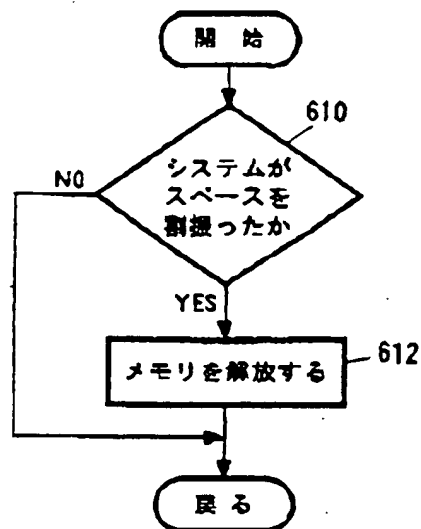 開始
610
システムが
スペースを
割振ったか
NO
YES
メモリを解放する
612
戻る